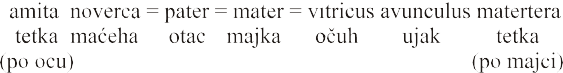 amita noverca = pater = mater = vitricus avunculus matertera
tetka maćeha otac majka očuh ujak tetka
(po ocu) (po majci)